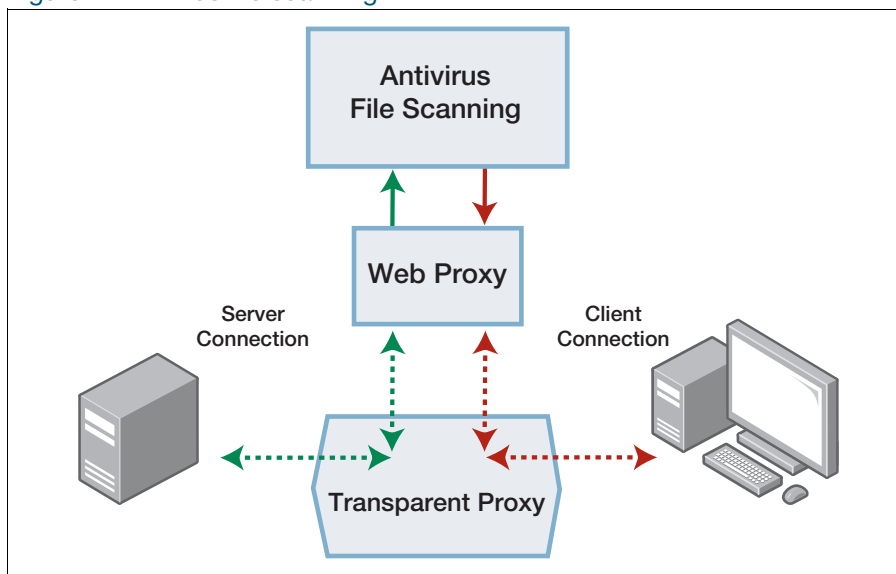 Antivirus
File Scanning
Web Proxy
Server
Connection
Client
Connection
Transparent Proxy